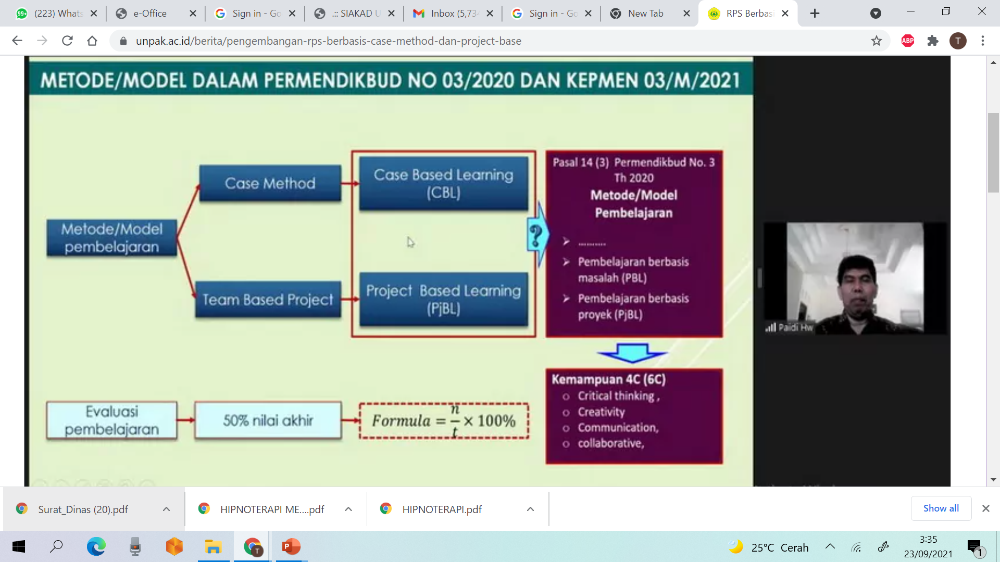 (223) Whats
e-Office
Sign in - Go
.:: SIAKAD U
Inbox (5,734
Sign in - Go
New Tab
RPS Berbasi
unpak.ac.id/berita/pengembangan-rps-berbasis-case-method-dan-project-base
ABP
T
METODE/MODEL DALAM PERMENDIKBUD NO 03/2020 DAN KEPMEN 03/M/2021
Metode/Model
pembelajaran
Case Method
Case Based Learning
(CBL)
Team Based Project
Project Based Learning
(PjBL)
?
Pasal 14 (3) Permendikbud No. 3
Th 2020
Metode/Model
Pembelajaran
..........
Pembelajaran berbasis
masalah (PBL)
Pembelajaran berbasis
proyek (PjBL)
Kemampuan 4C (6C)
Critical thinking ,
Creativity
Communication,
collaborative,
Evaluasi
pembelajaran
50% nilai akhir
Formula = n/t × 100%
Paidi Hw
Surat_Dinas (20).pdf
HIPNOTERAPI ME....pdf
HIPNOTERAPI.pdf
Show all
25°C Cerah
3:35
23/09/2021
1